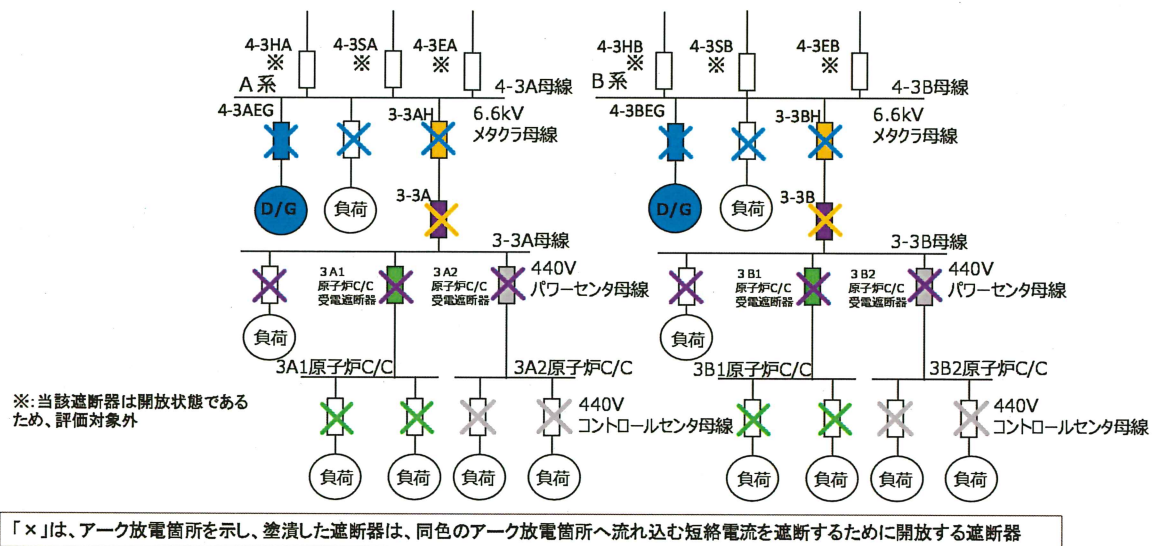 4-3HA
※
4-3SA
※
4-3EA
※
A系
4-3A母線
4-3AEG
3-3AH
6.6kV
メタクラ母線
D/G
負荷
3-3A
3-3A母線
3A1
原子炉C/C
受電遮断器
3A2
原子炉C/C
受電遮断器
440V
パワーセンタ母線
負荷
3A1原子炉C/C
3A2原子炉C/C
440V
コントロールセンタ母線
負荷
負荷
負荷
負荷
4-3HB
※
4-3SB
※
4-3EB
※
B系
4-3B母線
4-3BEG
3-3BH
6.6kV
メタクラ母線
D/G
負荷
3-3B
3-3B母線
3B1
原子炉C/C
受電遮断器
3B2
原子炉C/C
受電遮断器
440V
パワーセンタ母線
負荷
3B1原子炉C/C
3B2原子炉C/C
440V
コントロールセンタ母線
負荷
負荷
負荷
負荷
※:当該遮断器は開放状態である
ため、評価対象外
「×」は、アーク放電箇所を示し、塗潰した遮断器は、同色のアーク放電箇所へ流れ込む短絡電流を遮断するために開放する遮断器